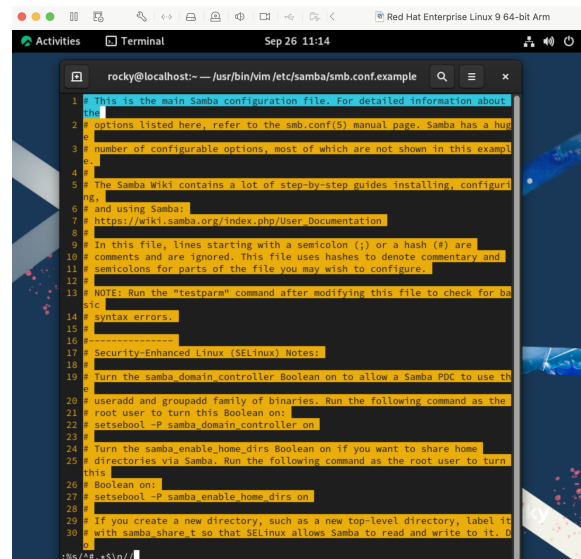 Red Hat Enterprise Linux 9 64-bit Arm
Activities Terminal Sep 26 11:14
rocky@localhost:~ — /usr/bin/vim /etc/samba/smb.conf.example
1 # This is the main Samba configuration file. For detailed information about
the
2 # options listed here, refer to the smb.conf(5) manual page. Samba has a hug
e
3 # number of configurable options, most of which are not shown in this exampl
e.
4 #
5 # The Samba Wiki contains a lot of step-by-step guides installing, configuri
ng,
6 # and using Samba:
7 # https://wiki.samba.org/index.php/User_Documentation
8 #
9 # In this file, lines starting with a semicolon (;) or a hash (#) are
10 # comments and are ignored. This file uses hashes to denote commentary and
11 # semicolons for parts of the file you may wish to configure.
12 #
13 # NOTE: Run the "testparm" command after modifying this file to check for ba
sic
14 # syntax errors.
15 #
16 #---------------
17 # Security-Enhanced Linux (SELinux) Notes:
18 #
19 # Turn the samba_domain_controller Boolean on to allow a Samba PDC to use th
e
20 # useradd and groupadd family of binaries. Run the following command as the
21 # root user to turn this Boolean on:
22 # setsebool -P samba_domain_controller on
23 #
24 # Turn the samba_enable_home_dirs Boolean on if you want to share home
25 # directories via Samba. Run the following command as the root user to turn
this
26 # Boolean on:
27 # setsebool -P samba_enable_home_dirs on
28 #
29 # If you create a new directory, such as a new top-level directory, label it
30 # with samba_share_t so that SELinux allows Samba to read and write to it. D
o
:%s/^#.*$\n//